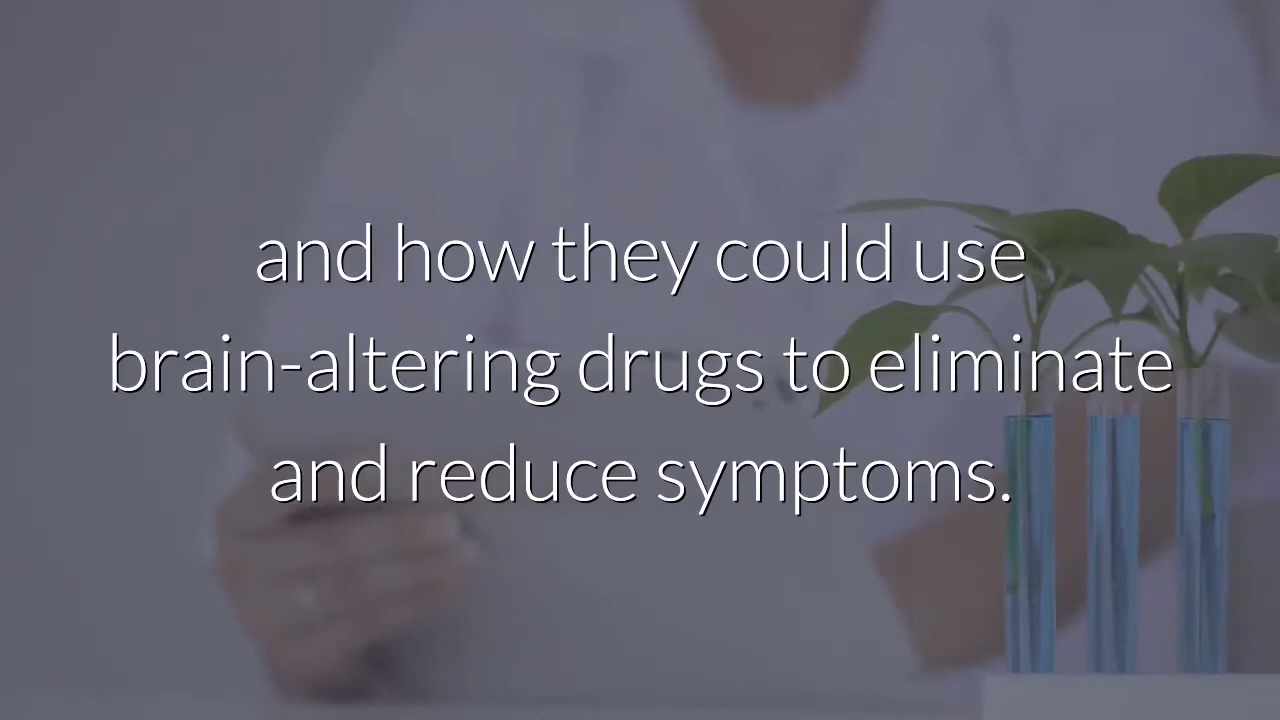 and how they could use
brain-altering drugs to eliminate
and reduce symptoms.